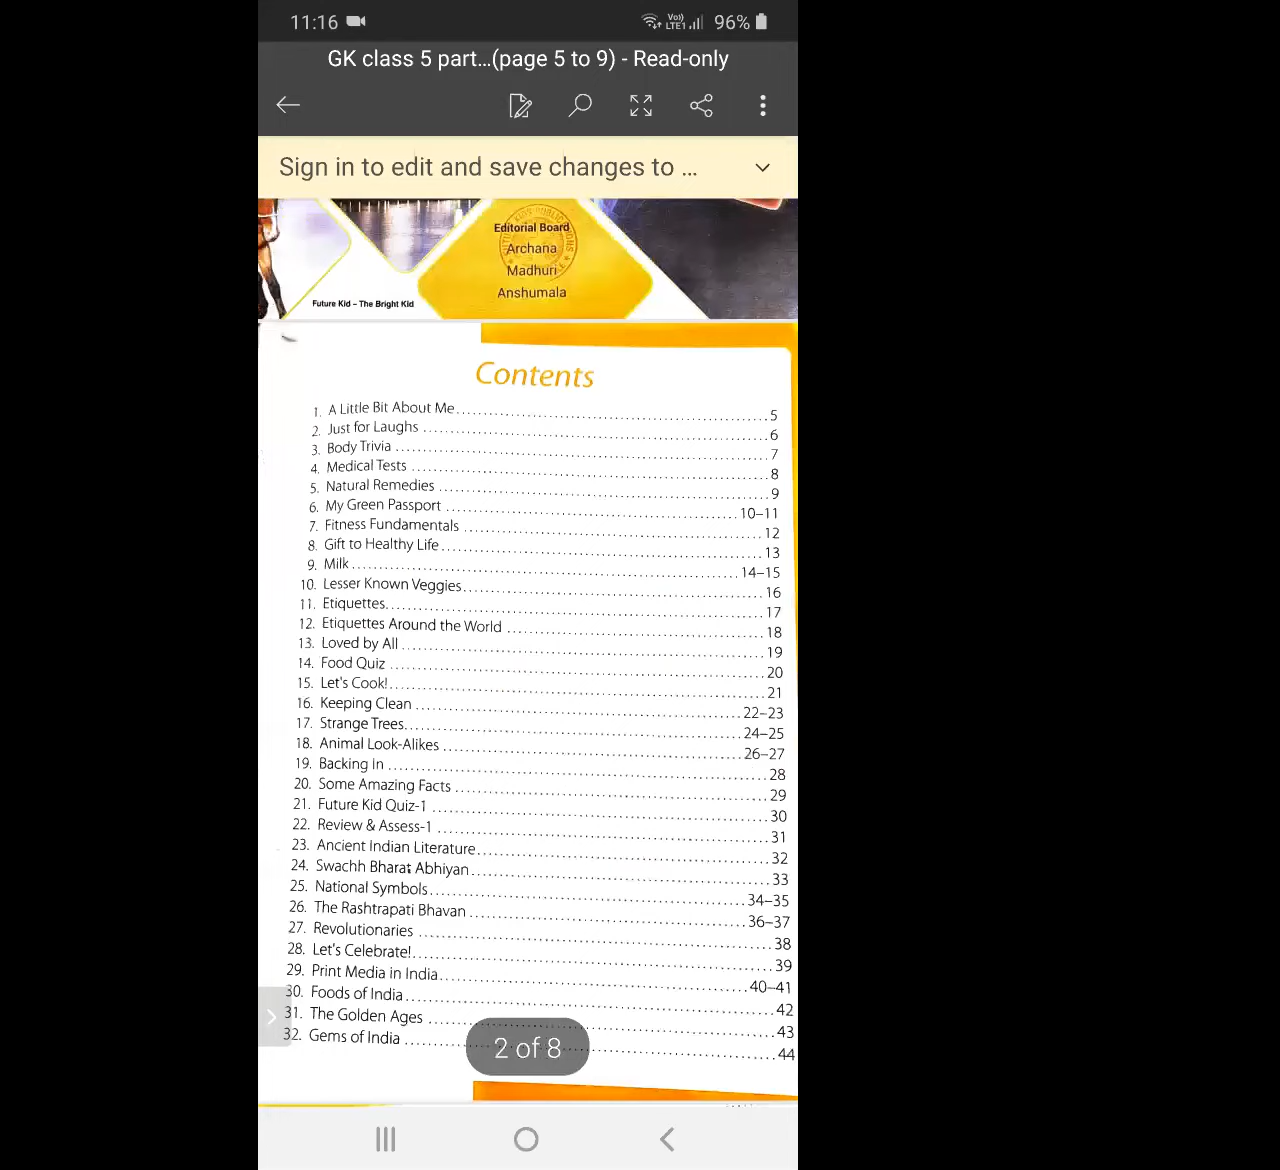 11:16 Vo)) LTE1 96%
GK class 5 part...(page 5 to 9) - Read-only
Sign in to edit and save changes to ...
Editorial Board
Archana
Madhuri
Anshumala
Future Kid – The Bright Kid
Contents
1. A Little Bit About Me 5
2. Just for Laughs 6
3. Body Trivia 7
4. Medical Tests 8
5. Natural Remedies 9
6. My Green Passport 10–11
7. Fitness Fundamentals 12
8. Gift to Healthy Life 13
9. Milk 14–15
10. Lesser Known Veggies 16
11. Etiquettes 17
12. Etiquettes Around the World 18
13. Loved by All 19
14. Food Quiz 20
15. Let's Cook! 21
16. Keeping Clean 22–23
17. Strange Trees 24–25
18. Animal Look-Alikes 26–27
19. Backing In 28
20. Some Amazing Facts 29
21. Future Kid Quiz-1 30
22. Review & Assess-1 31
23. Ancient Indian Literature 32
24. Swachh Bharat Abhiyan 33
25. National Symbols 34–35
26. The Rashtrapati Bhavan 36–37
27. Revolutionaries 38
28. Let's Celebrate! 39
29. Print Media in India 40–41
30. Foods of India 42
31. The Golden Ages 43
32. Gems of India 44
2 of 8